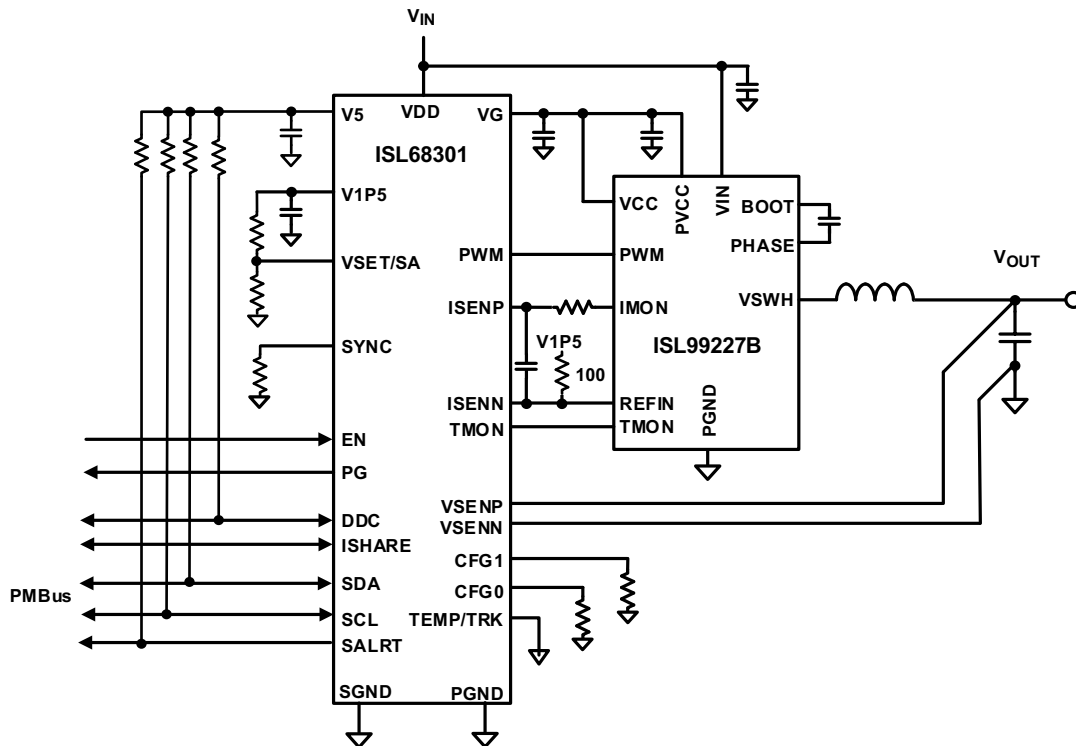 VIN
V5
VDD
VG
ISL68301
V1P5
VSET/SA
PWM
ISENP
SYNC
V1P5
100
ISENN
TMON
EN
PG
VSENP
VSENN
DDC
ISHARE
CFG1
SDA
CFG0
PMBus
SCL
TEMP/TRK
SALRT
SGND
PGND
VCC
PVCC
VIN
BOOT
PHASE
PWM
VSWH
IMON
ISL99227B
REFIN
TMON
PGND
VOUT